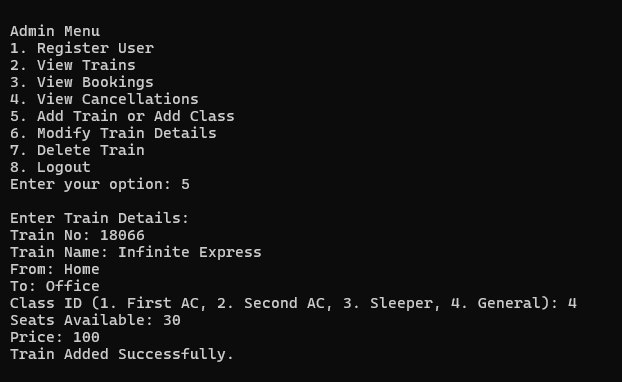 Admin Menu
1. Register User
2. View Trains
3. View Bookings
4. View Cancellations
5. Add Train or Add Class
6. Modify Train Details
7. Delete Train
8. Logout
Enter your option: 5
Enter Train Details:
Train No: 18066
Train Name: Infinite Express
From: Home
To: Office
Class ID (1. First AC, 2. Second AC, 3. Sleeper, 4. General): 4
Seats Available: 30
Price: 100
Train Added Successfully.